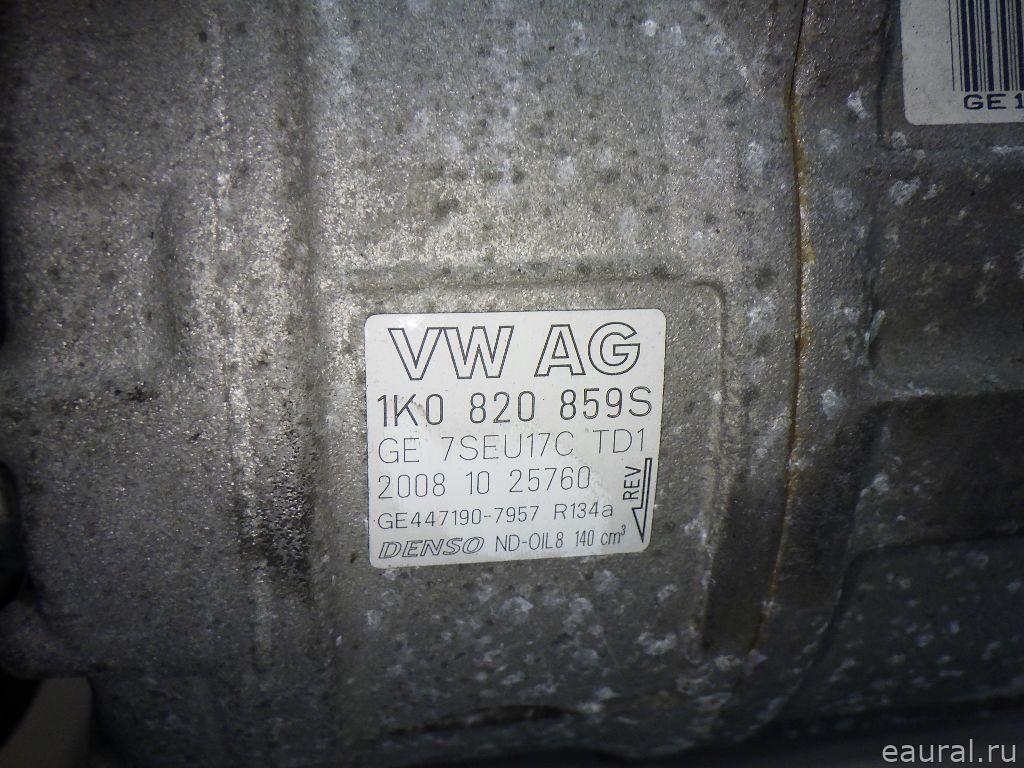 GE 1
VW AG
1K0 820 859S
GE 7SEU17C TD1
2008 10 25760
REV
GE447190-7957 R134a
DENSO ND-OIL8 140 cm³
eaural.ru